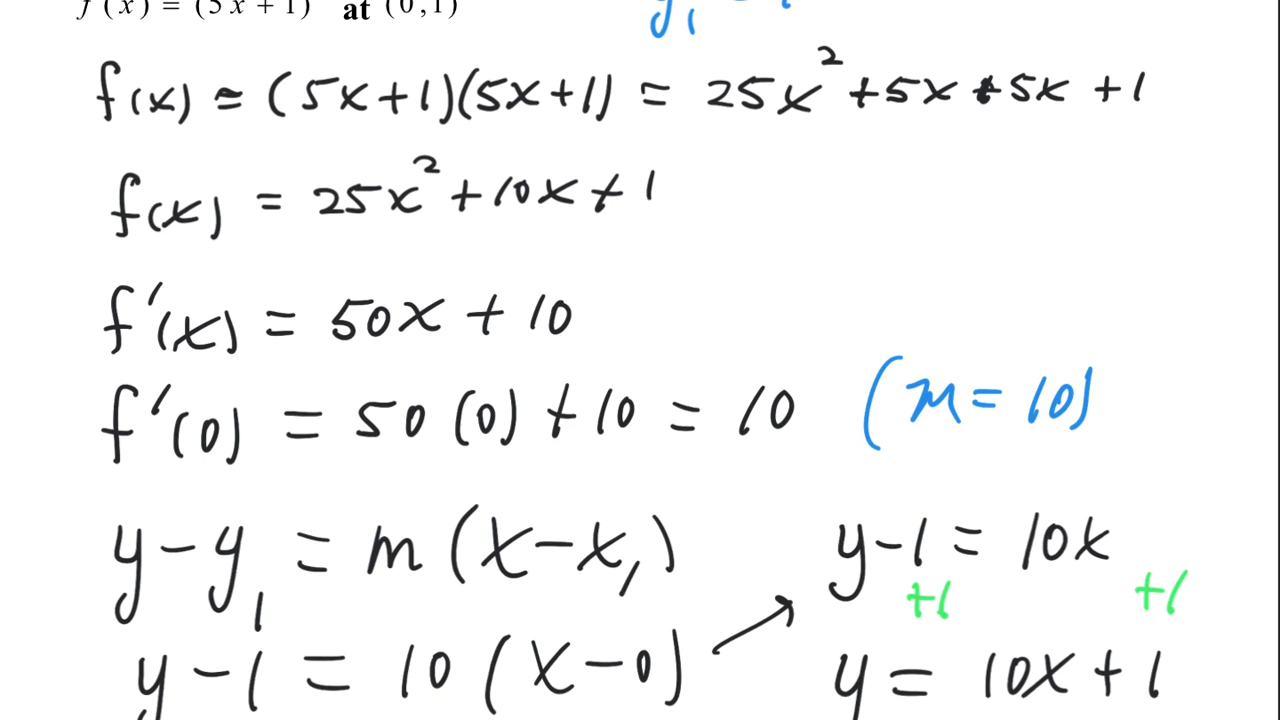 f(x) = (5x+1) at (0,1)
f(x) = (5x+1)(5x+1) = 25x² +5x +5x +1
f(x) = 25x² +10x+1
f'(x) = 50x + 10
f'(0) = 50(0)+10 = 10 (m=10)
y-y₁ = m(x-x₁)
y-1 = 10x
+1 +1
y-1 = 10(x-0)
y = 10x+1